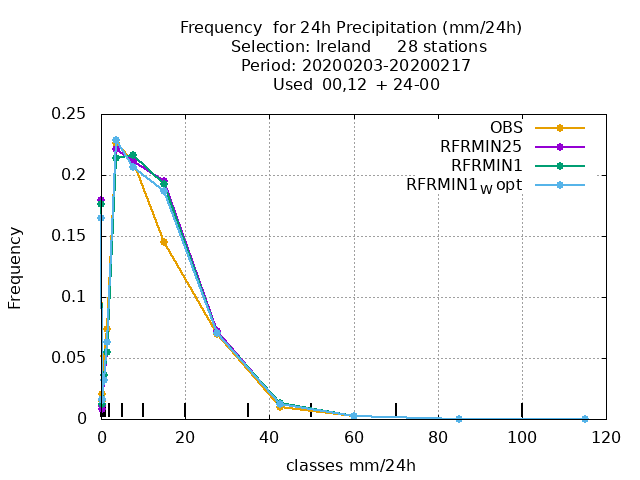 Frequency  for 24h Precipitation (mm/24h)
Selection: Ireland     28 stations
Period: 20200203-20200217
Used  00,12  + 24-00
OBS
RFRMIN25
RFRMIN1
RFRMIN1W opt
0.25
0.2
0.15
0.1
0.05
0
Frequency
0 20 40 60 80 100 120
classes mm/24h